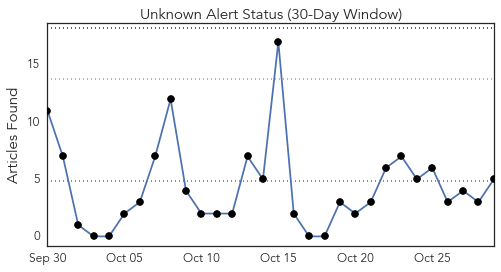 Unknown Alert Status (30-Day Window)
Articles Found
15
10
5
0
Sep 30 Oct 05 Oct 10 Oct 15 Oct 20 Oct 25